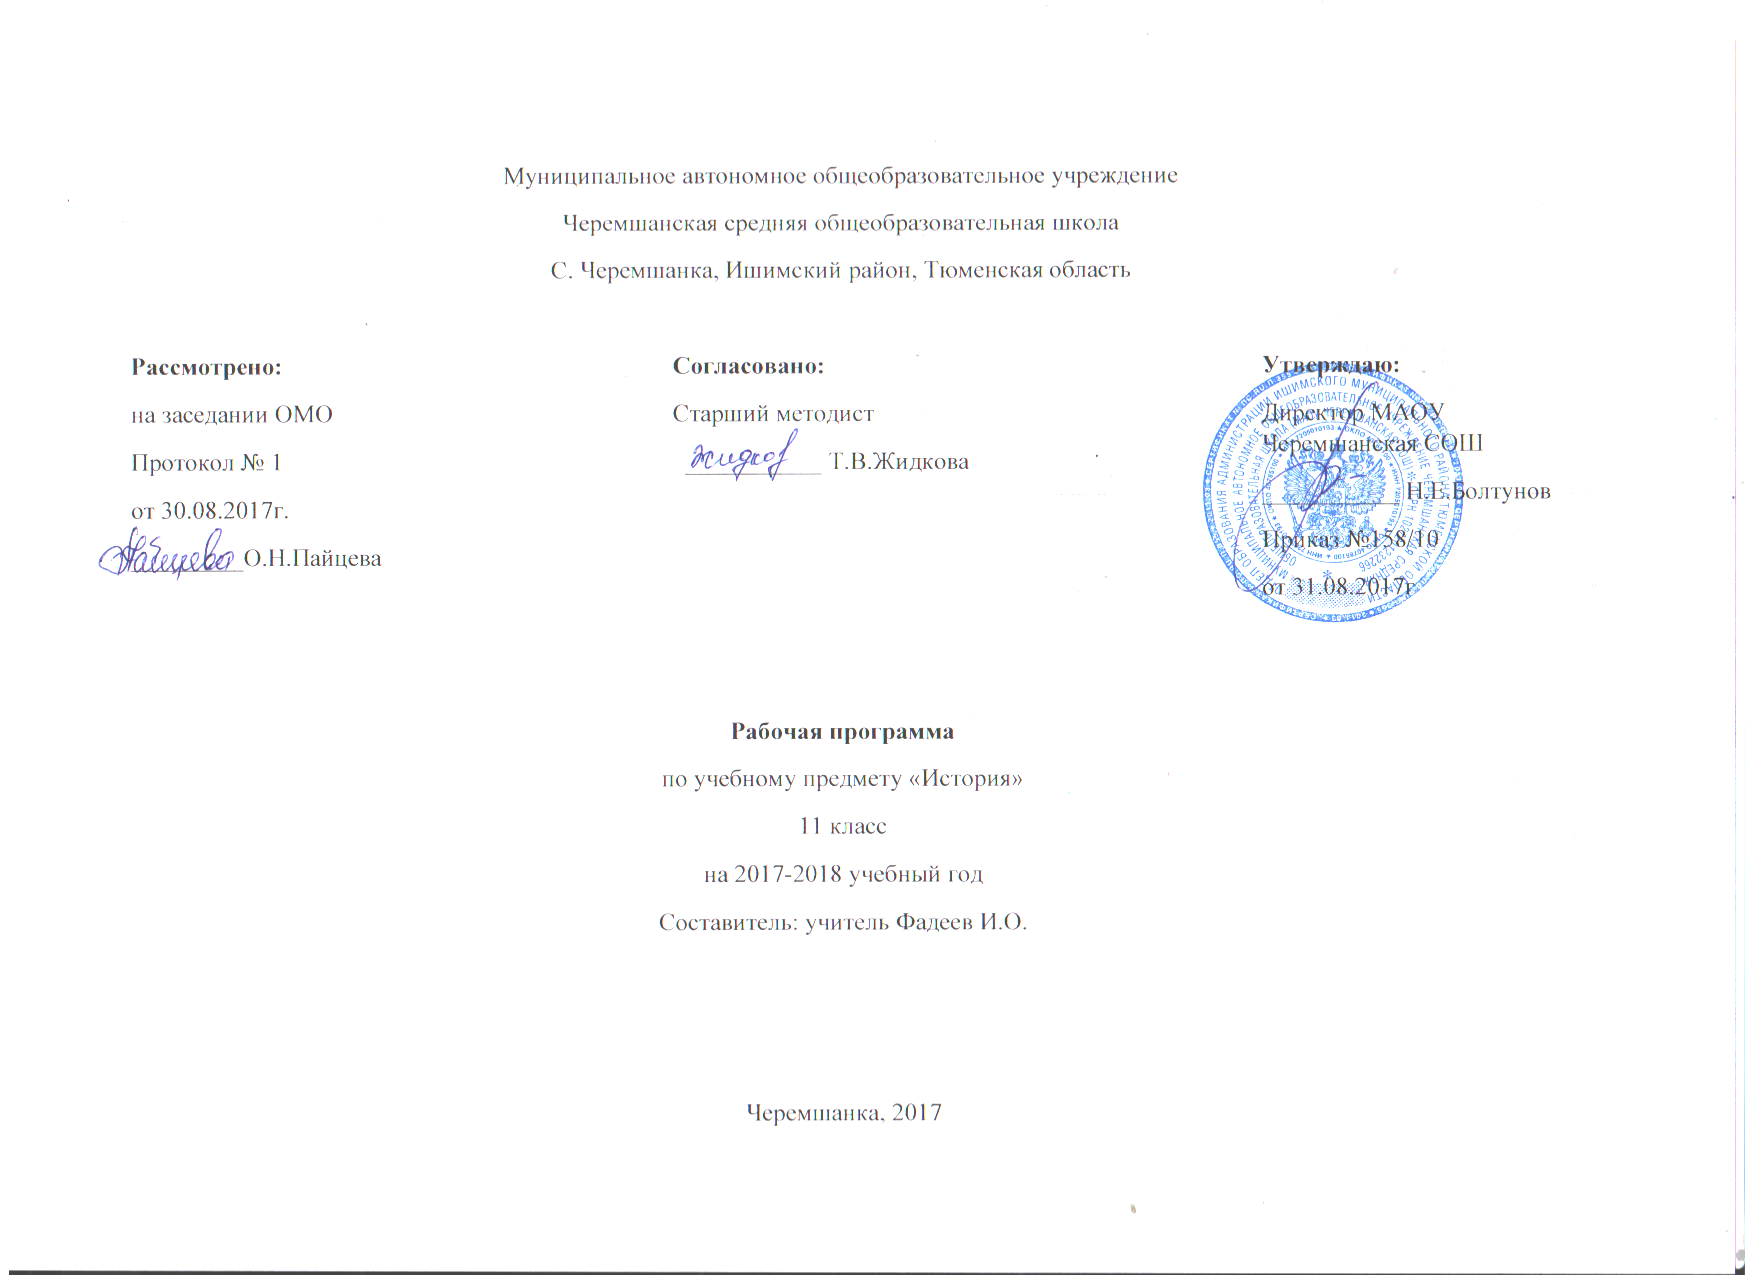 Муниципальное автономное общеобразовательное учреждение
Черемшанская средняя общеобразовательная школа
С. Черемшанка, Ишимский район, Тюменская область
Рассмотрено:
на заседании ОМО
Протокол № 1
от 30.08.2017г.
О.Н.Пайцева
Согласовано:
Старший методист
Жидков Т.В.Жидкова
Утверждаю:
Директор МАОУ
Черемшанская СОШ
Н.Е.Болтунов
Приказ №158/10
от 31.08.2017г
Рабочая программа
по учебному предмету «История»
11 класс
на 2017-2018 учебный год
Составитель: учитель Фадеев И.О.
Черемшанка, 2017